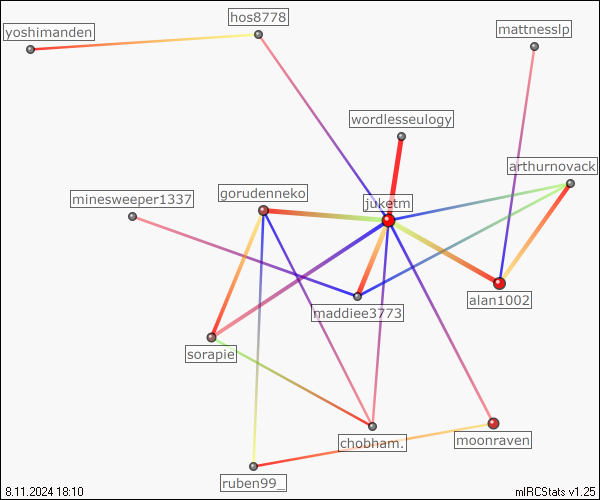 hos8778
yoshimanden
mattnesslp
wordlesseulogy
arthurnovack
gorudenneko
minesweeper1337
juketm
alan1002
maddiee3773
sorapie
chobham.
moonraven
ruben99_
8.11.2024 18:10
mIRCStats v1.25